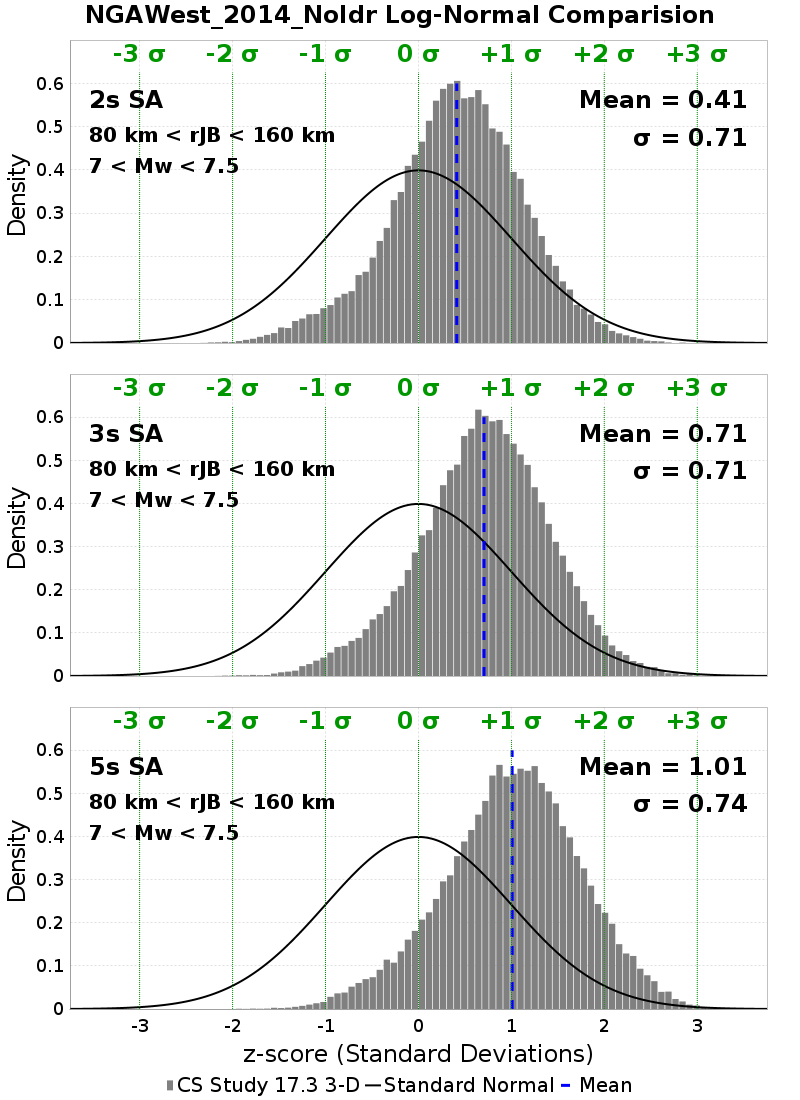 NGAWest_2014_NoIdr Log-Normal Comparision
-3 σ -2 σ -1 σ 0 σ +1 σ +2 σ +3 σ
2s SA
80 km < rJB < 160 km
7 < Mw < 7.5
Mean = 0.41
σ = 0.71
Density
0.6
0.5
0.4
0.3
0.2
0.1
0
-3 σ -2 σ -1 σ 0 σ +1 σ +2 σ +3 σ
3s SA
80 km < rJB < 160 km
7 < Mw < 7.5
Mean = 0.71
σ = 0.71
Density
0.6
0.5
0.4
0.3
0.2
0.1
0
-3 σ -2 σ -1 σ 0 σ +1 σ +2 σ +3 σ
5s SA
80 km < rJB < 160 km
7 < Mw < 7.5
Mean = 1.01
σ = 0.74
Density
0.6
0.5
0.4
0.3
0.2
0.1
0
-3 -2 -1 0 1 2 3
z-score (Standard Deviations)
CS Study 17.3 3-D Standard Normal Mean